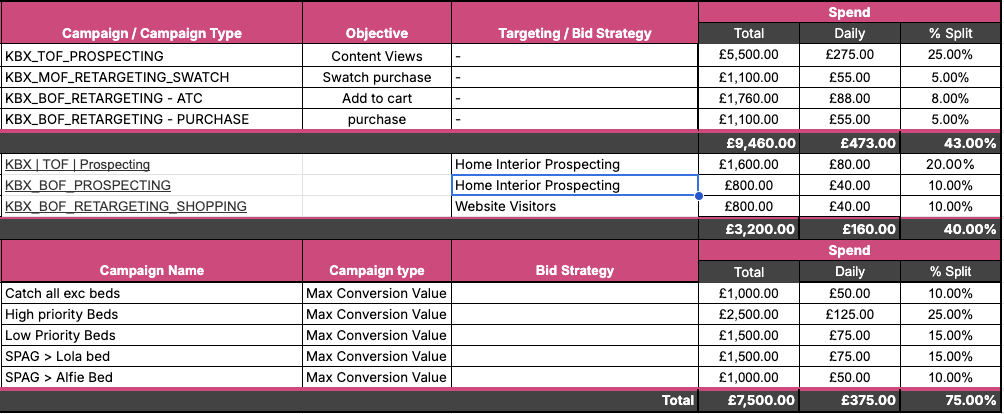 Spend
Campaign / Campaign Type Objective Targeting / Bid Strategy Total Daily % Split
KBX_TOF_PROSPECTING Content Views - £5,500.00 £275.00 25.00%
KBX_MOF_RETARGETING_SWATCH Swatch purchase - £1,100.00 £55.00 5.00%
KBX_BOF_RETARGETING - ATC Add to cart - £1,760.00 £88.00 8.00%
KBX_BOF_RETARGETING - PURCHASE purchase - £1,100.00 £55.00 5.00%
£9,460.00 £473.00 43.00%
KBX | TOF | Prospecting Home Interior Prospecting £1,600.00 £80.00 20.00%
KBX_BOF_PROSPECTING Home Interior Prospecting £800.00 £40.00 10.00%
KBX_BOF_RETARGETING_SHOPPING Website Visitors £800.00 £40.00 10.00%
£3,200.00 £160.00 40.00%
Spend
Campaign Name Campaign type Bid Strategy Total Daily % Split
Catch all exc beds Max Conversion Value £1,000.00 £50.00 10.00%
High priority Beds Max Conversion Value £2,500.00 £125.00 25.00%
Low Priority Beds Max Conversion Value £1,500.00 £75.00 15.00%
SPAG > Lola bed Max Conversion Value £1,500.00 £75.00 15.00%
SPAG > Alfie Bed Max Conversion Value £1,000.00 £50.00 10.00%
Total £7,500.00 £375.00 75.00%